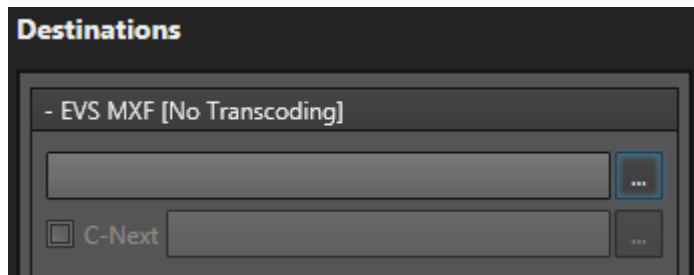 Destinations
- EVS MXF [No Transcoding]
...
C-Next ...